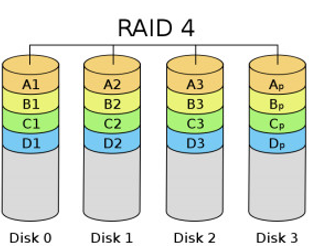 RAID 4
A1 A2 A3 Ap
B1 B2 B3 Bp
C1 C2 C3 Cp
D1 D2 D3 Dp
Disk 0 Disk 1 Disk 2 Disk 3